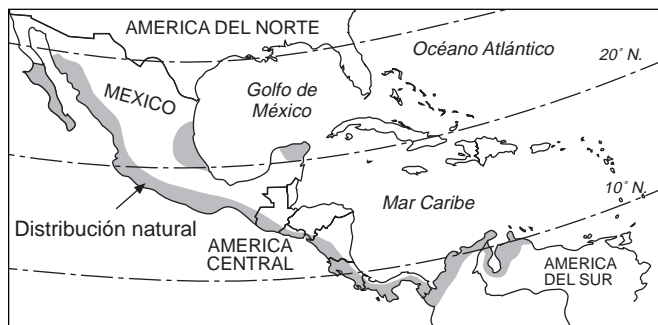 AMERICA DEL NORTE
Océano Atlántico
20° N.
MEXICO
Golfo de
México
10° N.
Mar Caribe
Distribución natural
AMERICA
CENTRAL
AMERICA
DEL SUR